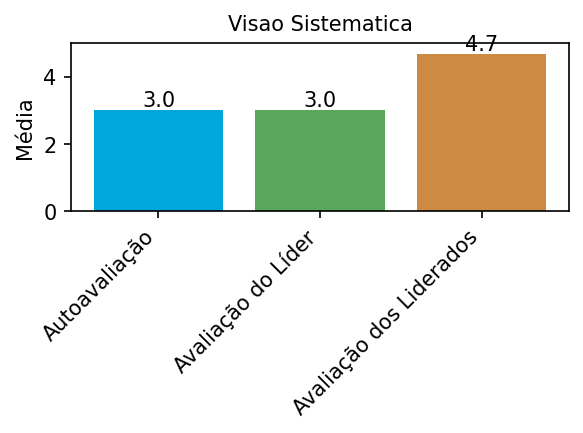 Visao Sistematica
Média
4
2
0
3.0
3.0
4.7
Autoavaliação
Avaliação do Líder
Avaliação dos Liderados